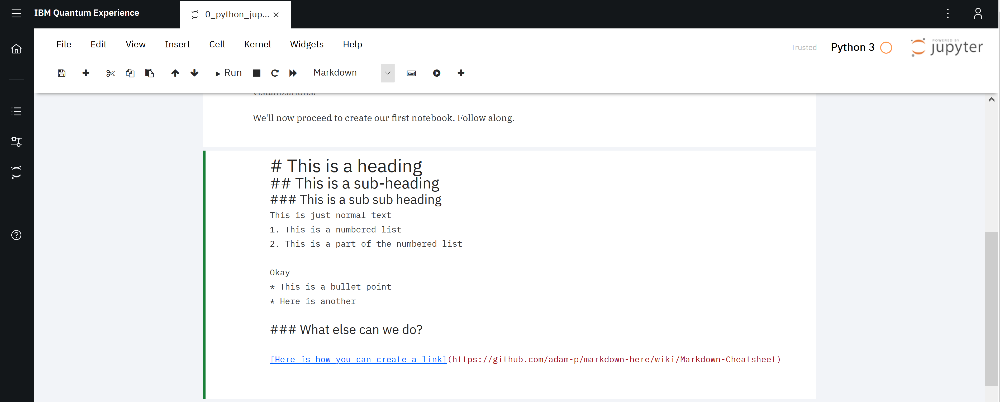 IBM Quantum Experience
0_python_jup...
File Edit View Insert Cell Kernel Widgets Help
Trusted
Python 3
POWERED BY
jupyter
Run
Markdown
visualizations!
We'll now proceed to create our first notebook. Follow along.
# This is a heading
## This is a sub-heading
### This is a sub sub heading
This is just normal text
1. This is a numbered list
2. This is a part of the numbered list
Okay
* This is a bullet point
* Here is another
### What else can we do?
[Here is how you can create a link](https://github.com/adam-p/markdown-here/wiki/Markdown-Cheatsheet)